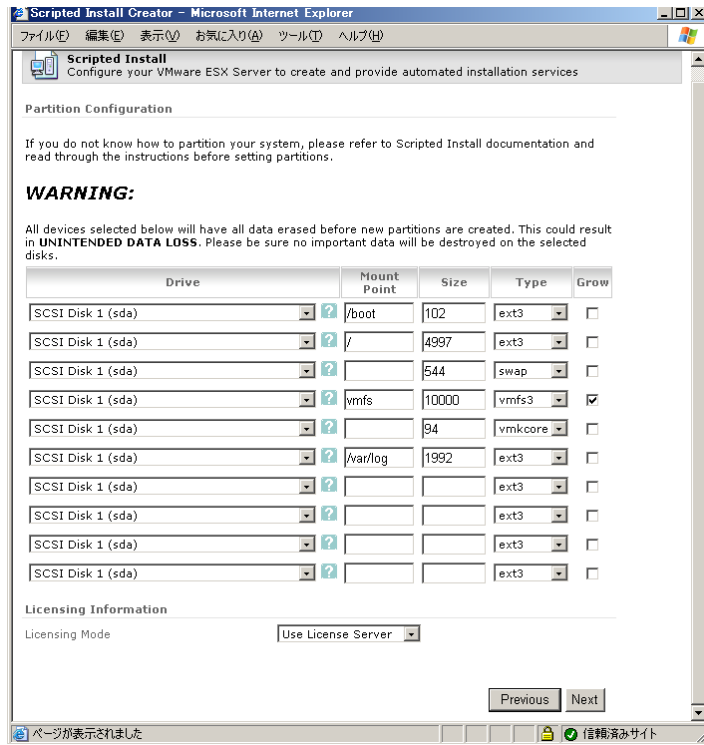 Scripted Install Creator - Microsoft Internet Explorer
ファイル(F) 編集(E) 表示(V) お気に入り(A) ツール(T) ヘルプ(H)
Scripted Install
Configure your VMware ESX Server to create and provide automated installation services
Partition Configuration
If you do not know how to partition your system, please refer to Scripted Install documentation and
read through the instructions before setting partitions.
WARNING:
All devices selected below will have all data erased before new partitions are created. This could result
in UNINTENDED DATA LOSS. Please be sure no important data will be destroyed on the selected
disks.
Drive Mount Point Size Type Grow
SCSI Disk 1 (sda) ? /boot 102 ext3
SCSI Disk 1 (sda) ? / 4997 ext3
SCSI Disk 1 (sda) ? 544 swap
SCSI Disk 1 (sda) ? vmfs 10000 vmfs3
SCSI Disk 1 (sda) ? 94 vmkcore
SCSI Disk 1 (sda) ? /var/log 1992 ext3
SCSI Disk 1 (sda) ? ext3
SCSI Disk 1 (sda) ? ext3
SCSI Disk 1 (sda) ? ext3
SCSI Disk 1 (sda) ? ext3
Licensing Information
Licensing Mode Use License Server
Previous Next
ページが表示されました 信頼済みサイト